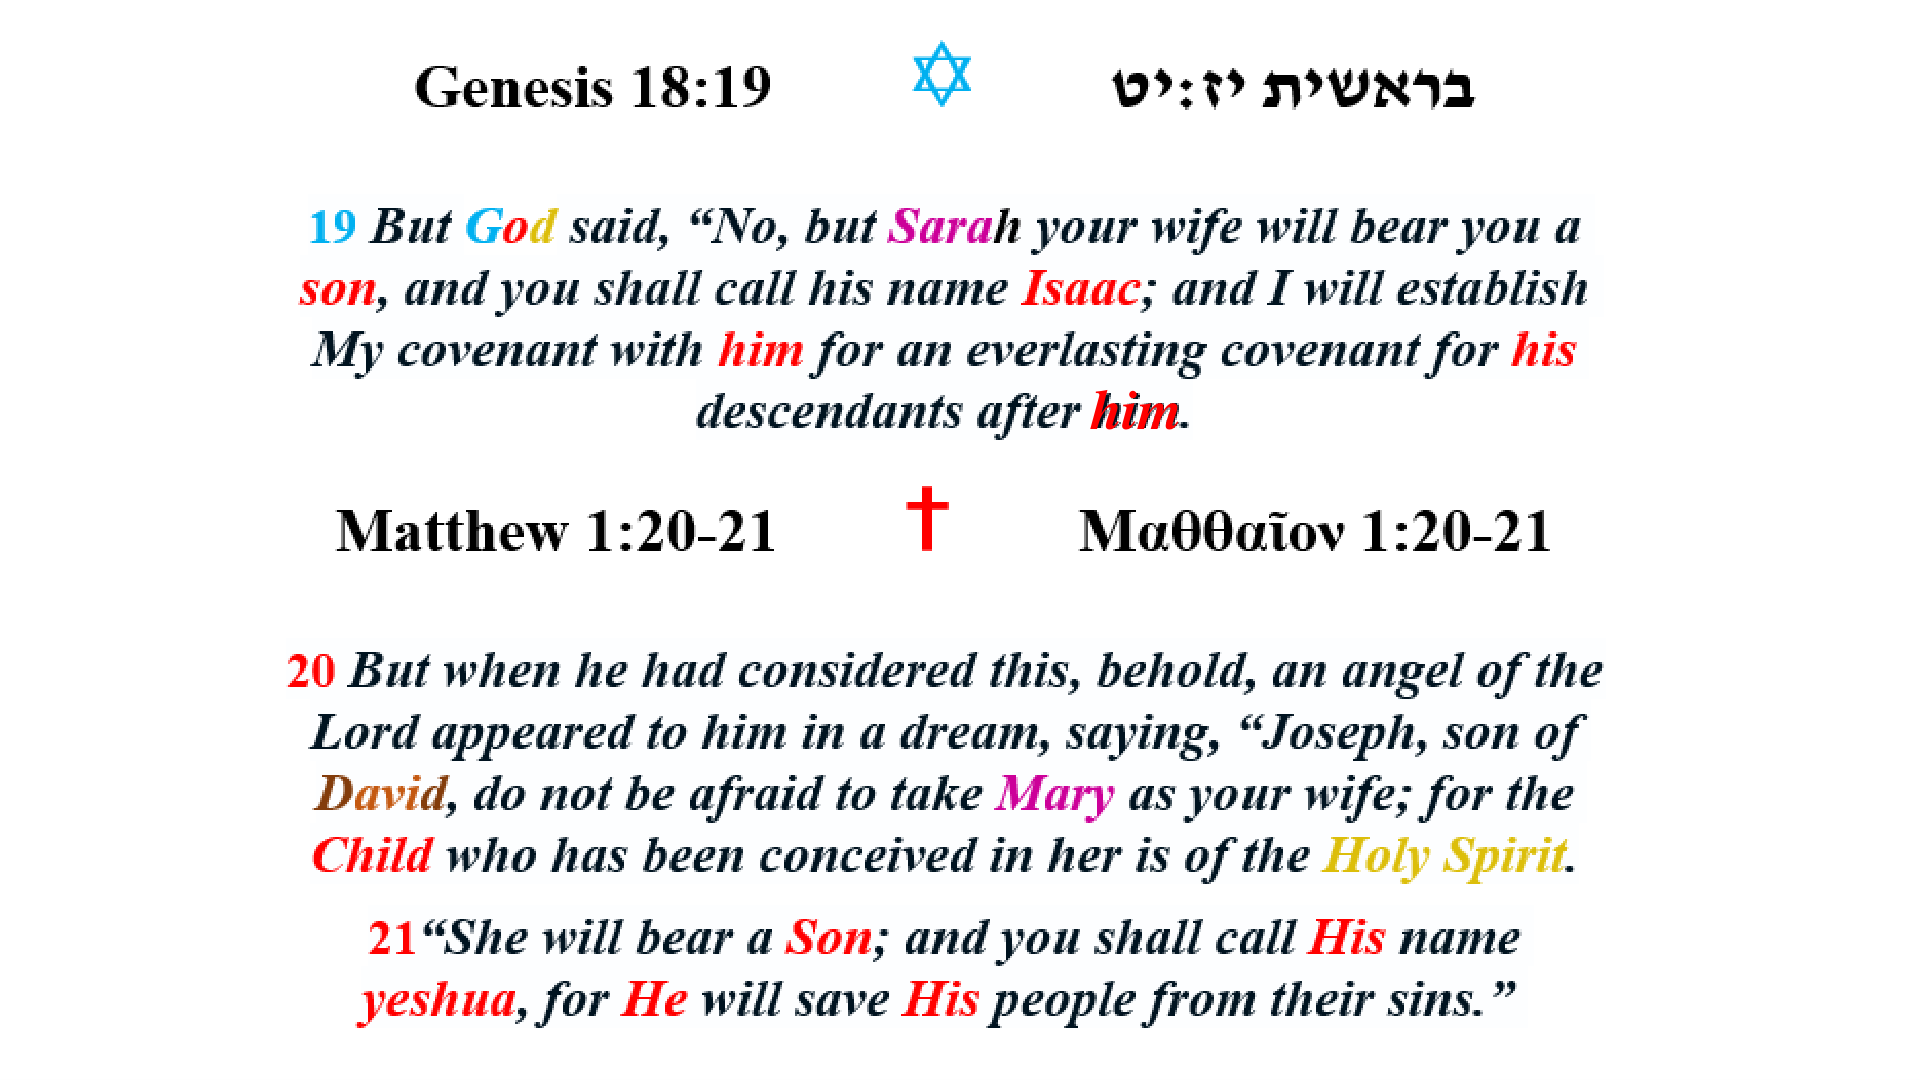 Genesis 18:19 ✡ בראשית יז:יט
19 But God said, “No, but Sarah your wife will bear you a
son, and you shall call his name Isaac; and I will establish
My covenant with him for an everlasting covenant for his
descendants after him.
Matthew 1:20-21 ✝ Μαθθαῖον 1:20-21
20 But when he had considered this, behold, an angel of the
Lord appeared to him in a dream, saying, “Joseph, son of
David, do not be afraid to take Mary as your wife; for the
Child who has been conceived in her is of the Holy Spirit.
21“She will bear a Son; and you shall call His name
yeshua, for He will save His people from their sins.”